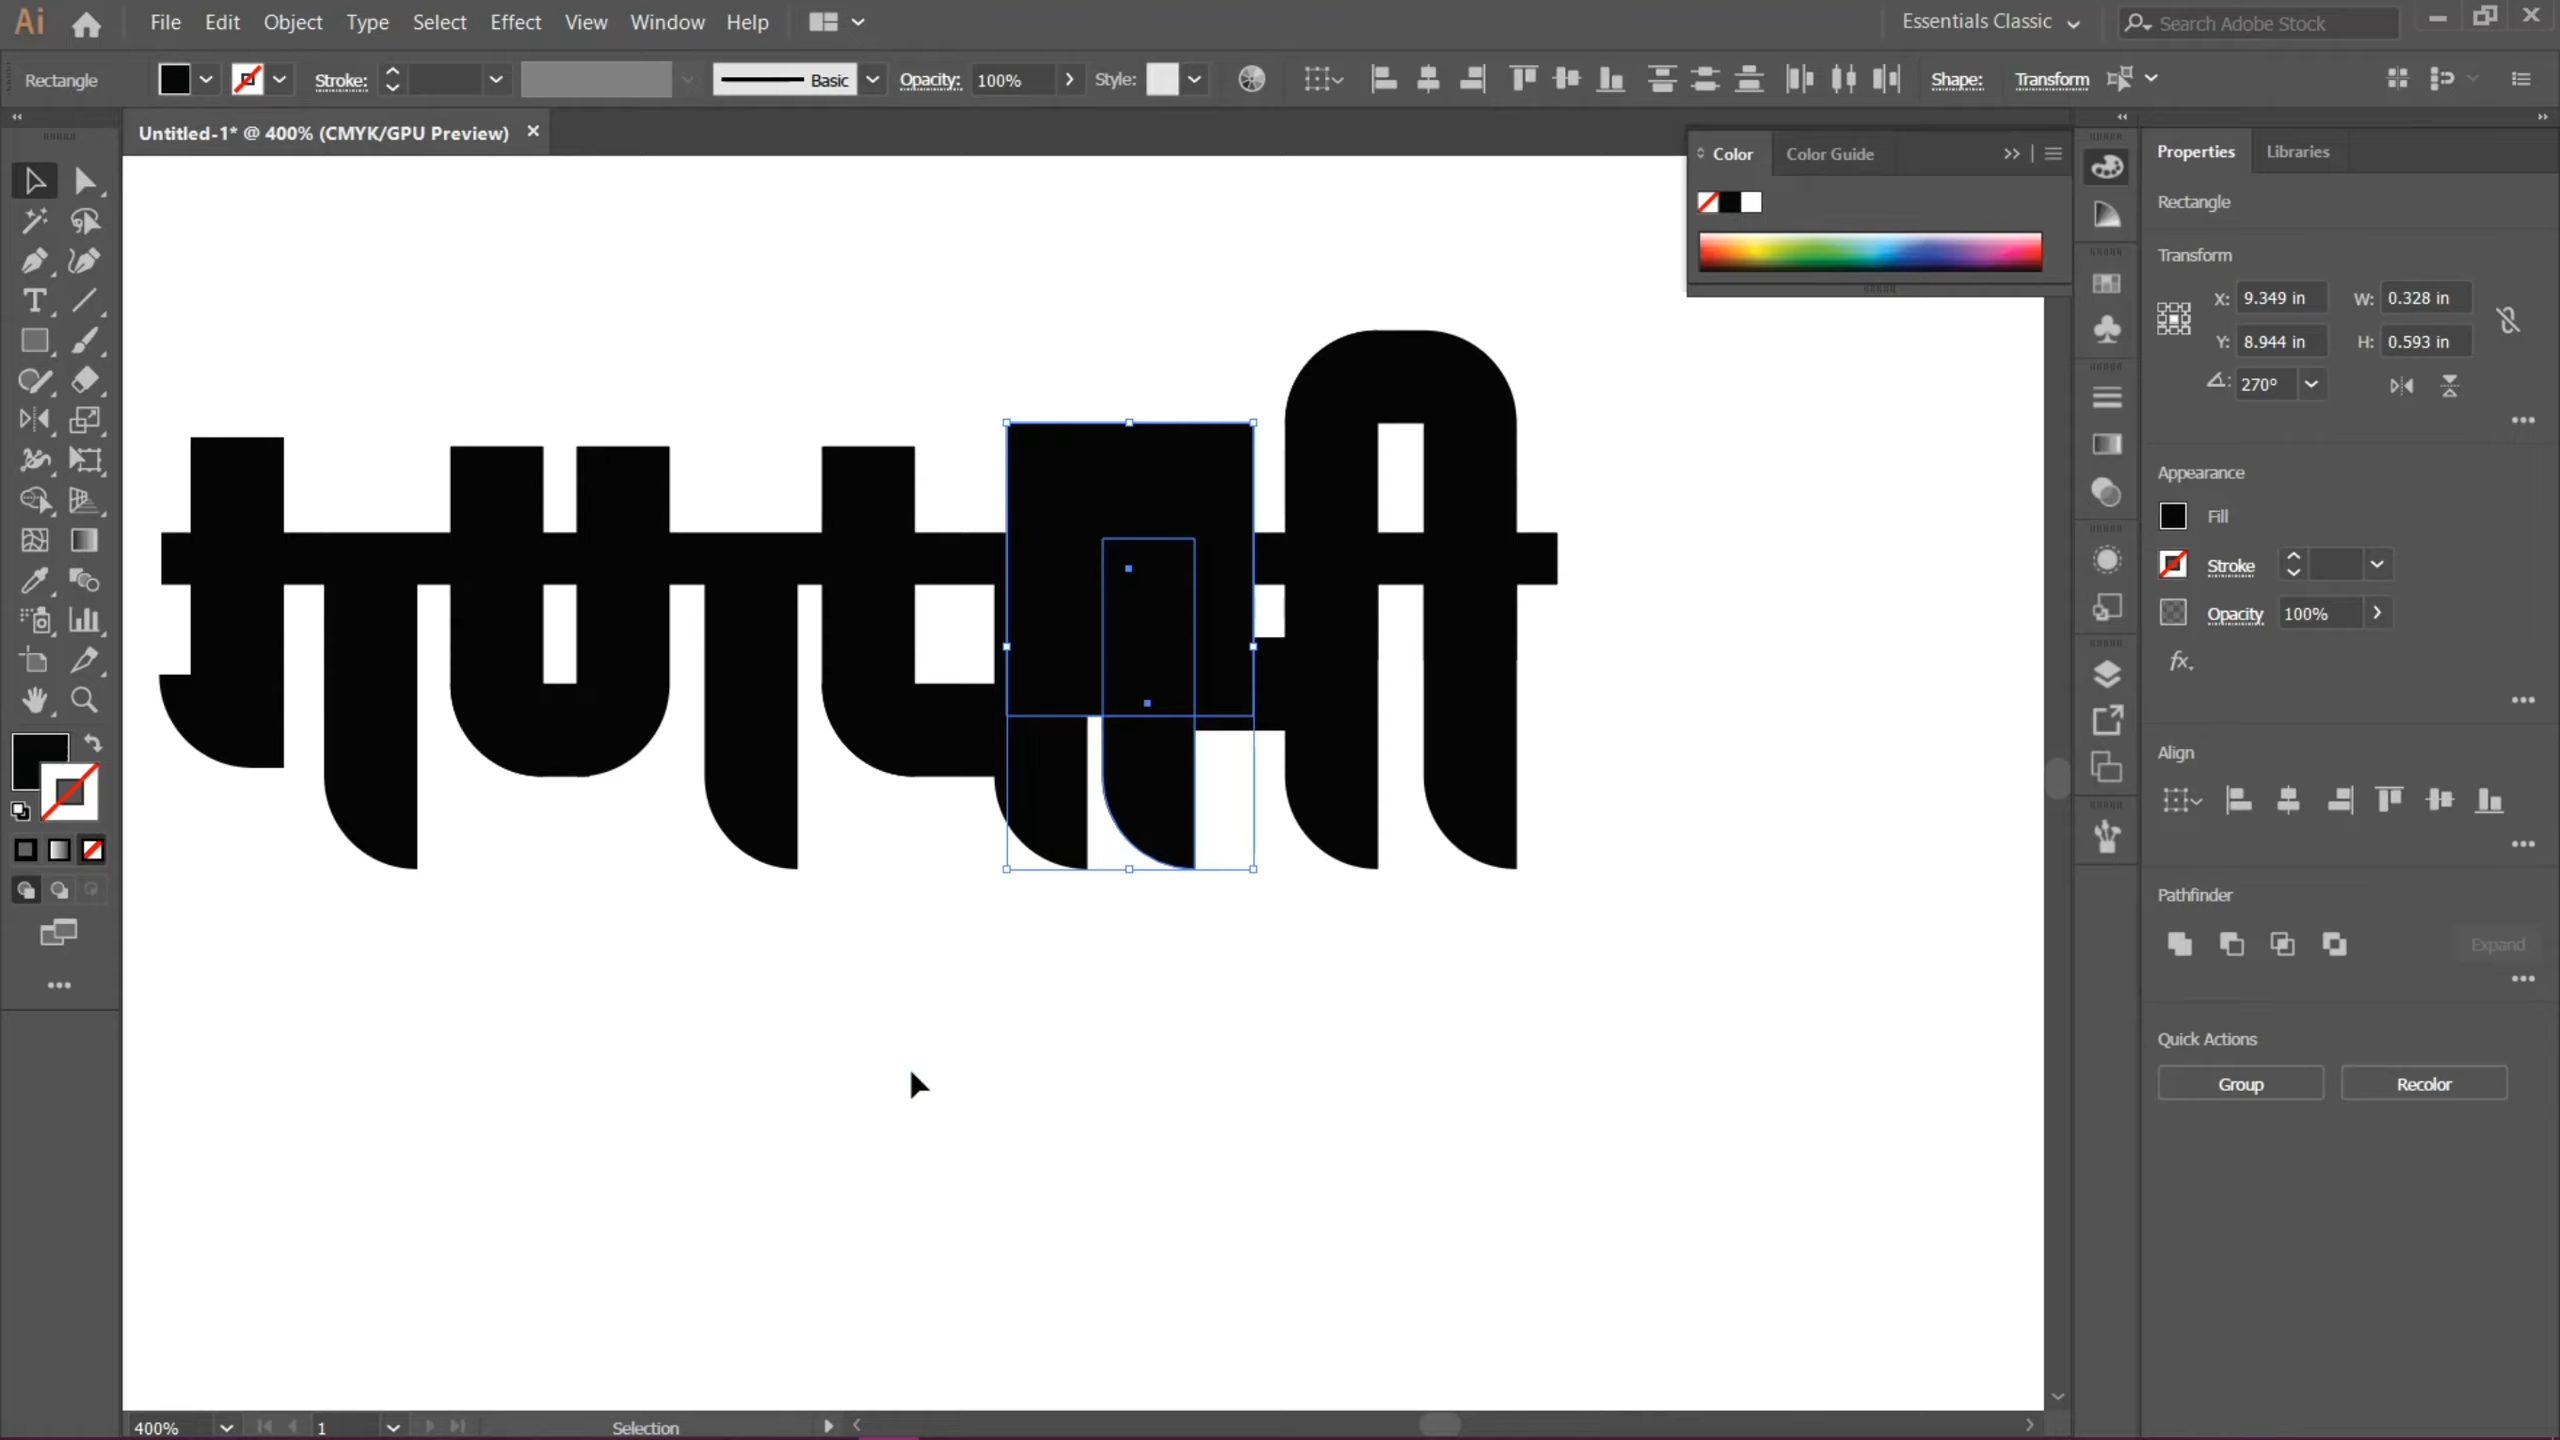 Ai File Edit Object Type Select Effect View Window Help Essentials Classic Search Adobe Stock
Rectangle Stroke: Basic Opacity: 100% Style: Shape: Transform
Untitled-1* @ 400% (CMYK/GPU Preview)
Color Color Guide
Properties Libraries
Rectangle
Transform
X: 9.349 in W: 0.328 in
Y: 8.944 in H: 0.593 in
270°
Appearance
Fill
Stroke
Opacity 100%
fx.
Align
Pathfinder
Expand
Quick Actions
Group Recolor
400% 1 Selection